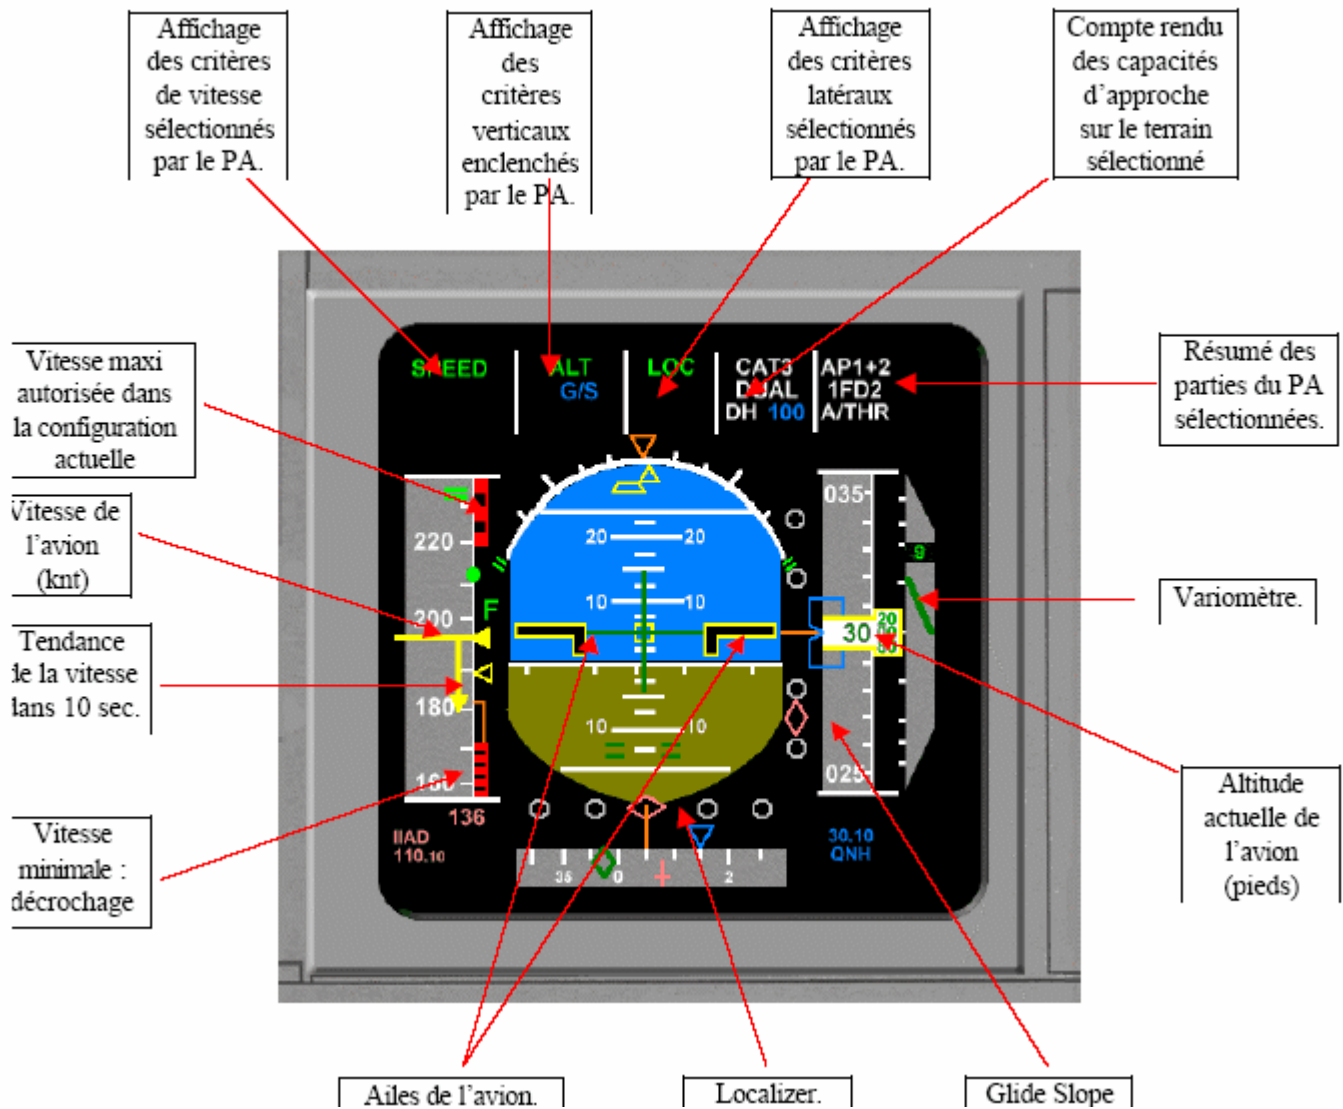 Affichage
des critères
de vitesse
sélectionnés
par le PA.
Affichage
des
critères
verticaux
enclenchés
par le PA.
Affichage
des critères
latéraux
sélectionnés
par le PA.
Compte rendu
des capacités
d'approche
sur le terrain
sélectionné
Vitesse maxi
autorisée dans
la configuration
actuelle
Vitesse de
l'avion
(knt)
Tendance
de la vitesse
dans 10 sec.
Vitesse
minimale :
décrochage
SPEED
ALT
G/S
LOC
CAT3
DUAL
DH 100
AP1+2
1FD2
A/THR
220
200
180
160
136
F
IIAD
110.10
20 20
10 10
10 10
035
30
20
00
80
025
9
30.10
QNH
35 0 2
Résumé des
parties du PA
sélectionnées.
Variomètre.
Altitude
actuelle de
l'avion
(pieds)
Ailes de l'avion.
Localizer.
Glide Slope